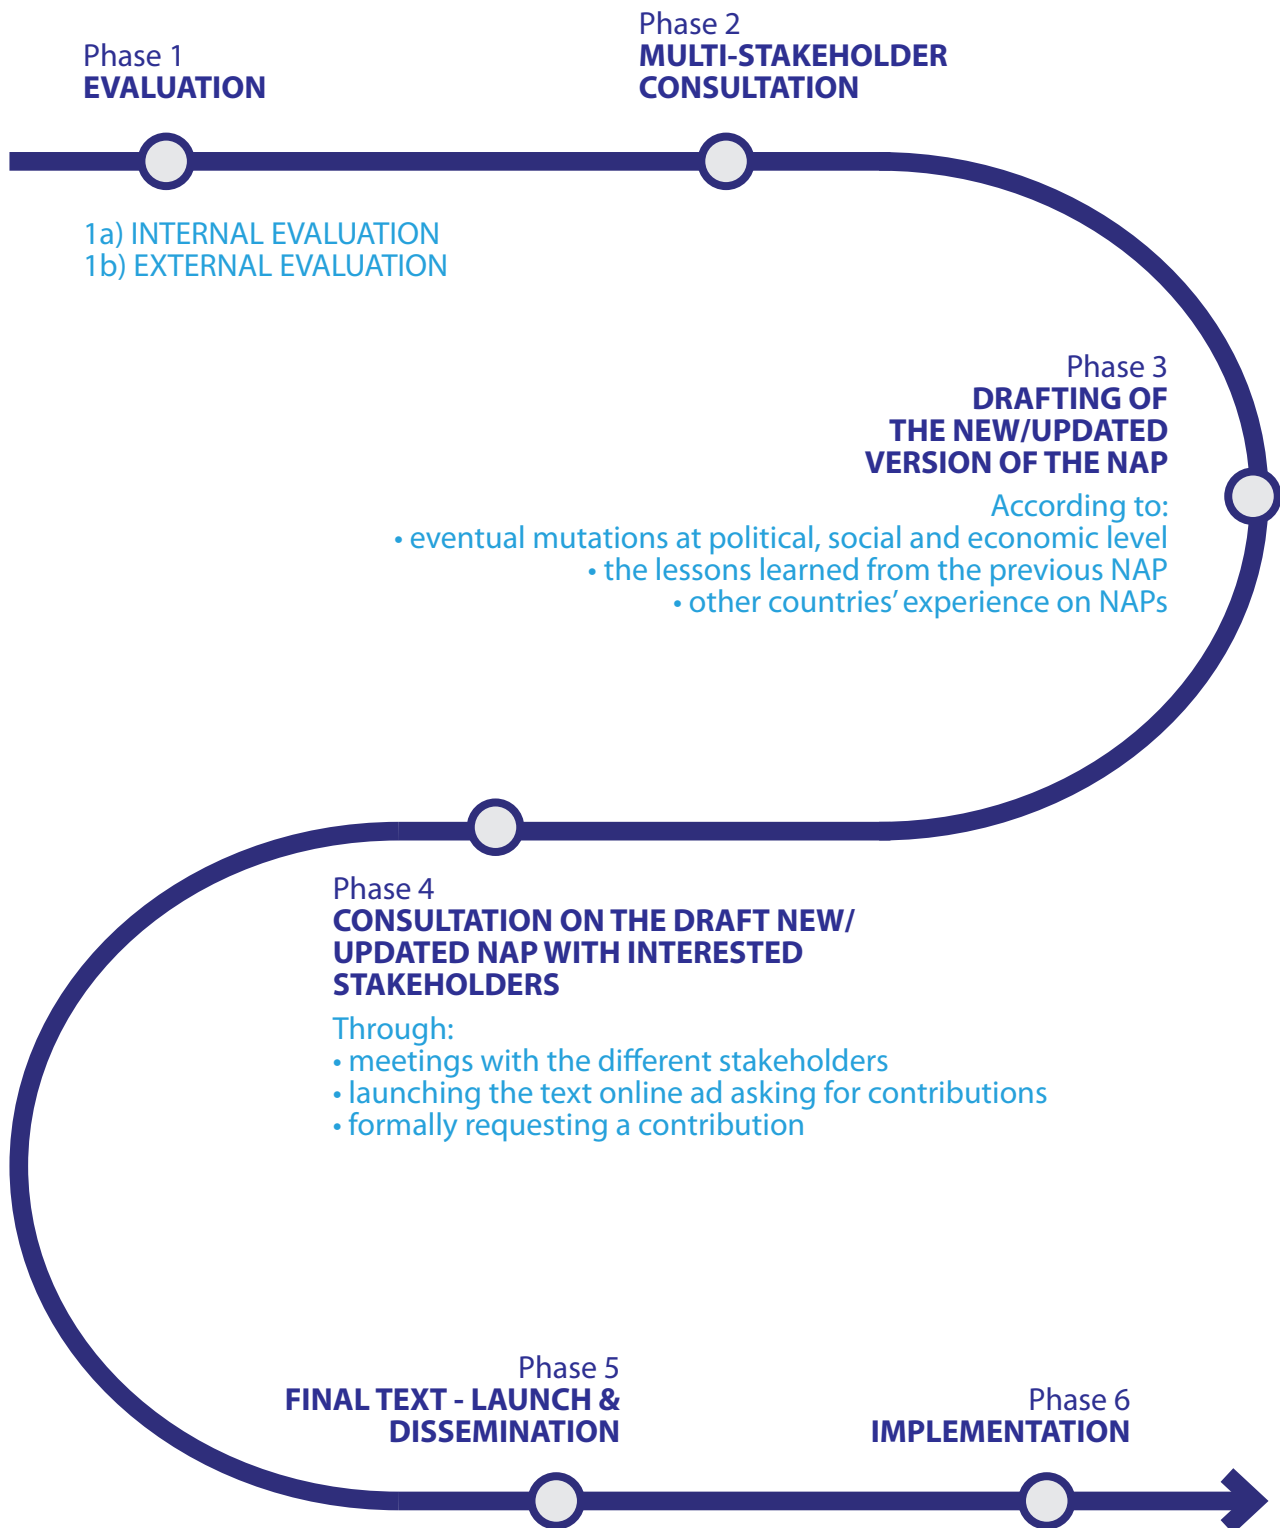 Phase 1
EVALUATION
Phase 2
MULTI-STAKEHOLDER
CONSULTATION
1a) INTERNAL EVALUATION
1b) EXTERNAL EVALUATION
Phase 3
DRAFTING OF
THE NEW/UPDATED
VERSION OF THE NAP
According to:
• eventual mutations at political, social and economic level
• the lessons learned from the previous NAP
• other countries’ experience on NAPs
Phase 4
CONSULTATION ON THE DRAFT NEW/
UPDATED NAP WITH INTERESTED
STAKEHOLDERS
Through:
• meetings with the different stakeholders
• launching the text online ad asking for contributions
• formally requesting a contribution
Phase 5
FINAL TEXT - LAUNCH &
DISSEMINATION
Phase 6
IMPLEMENTATION